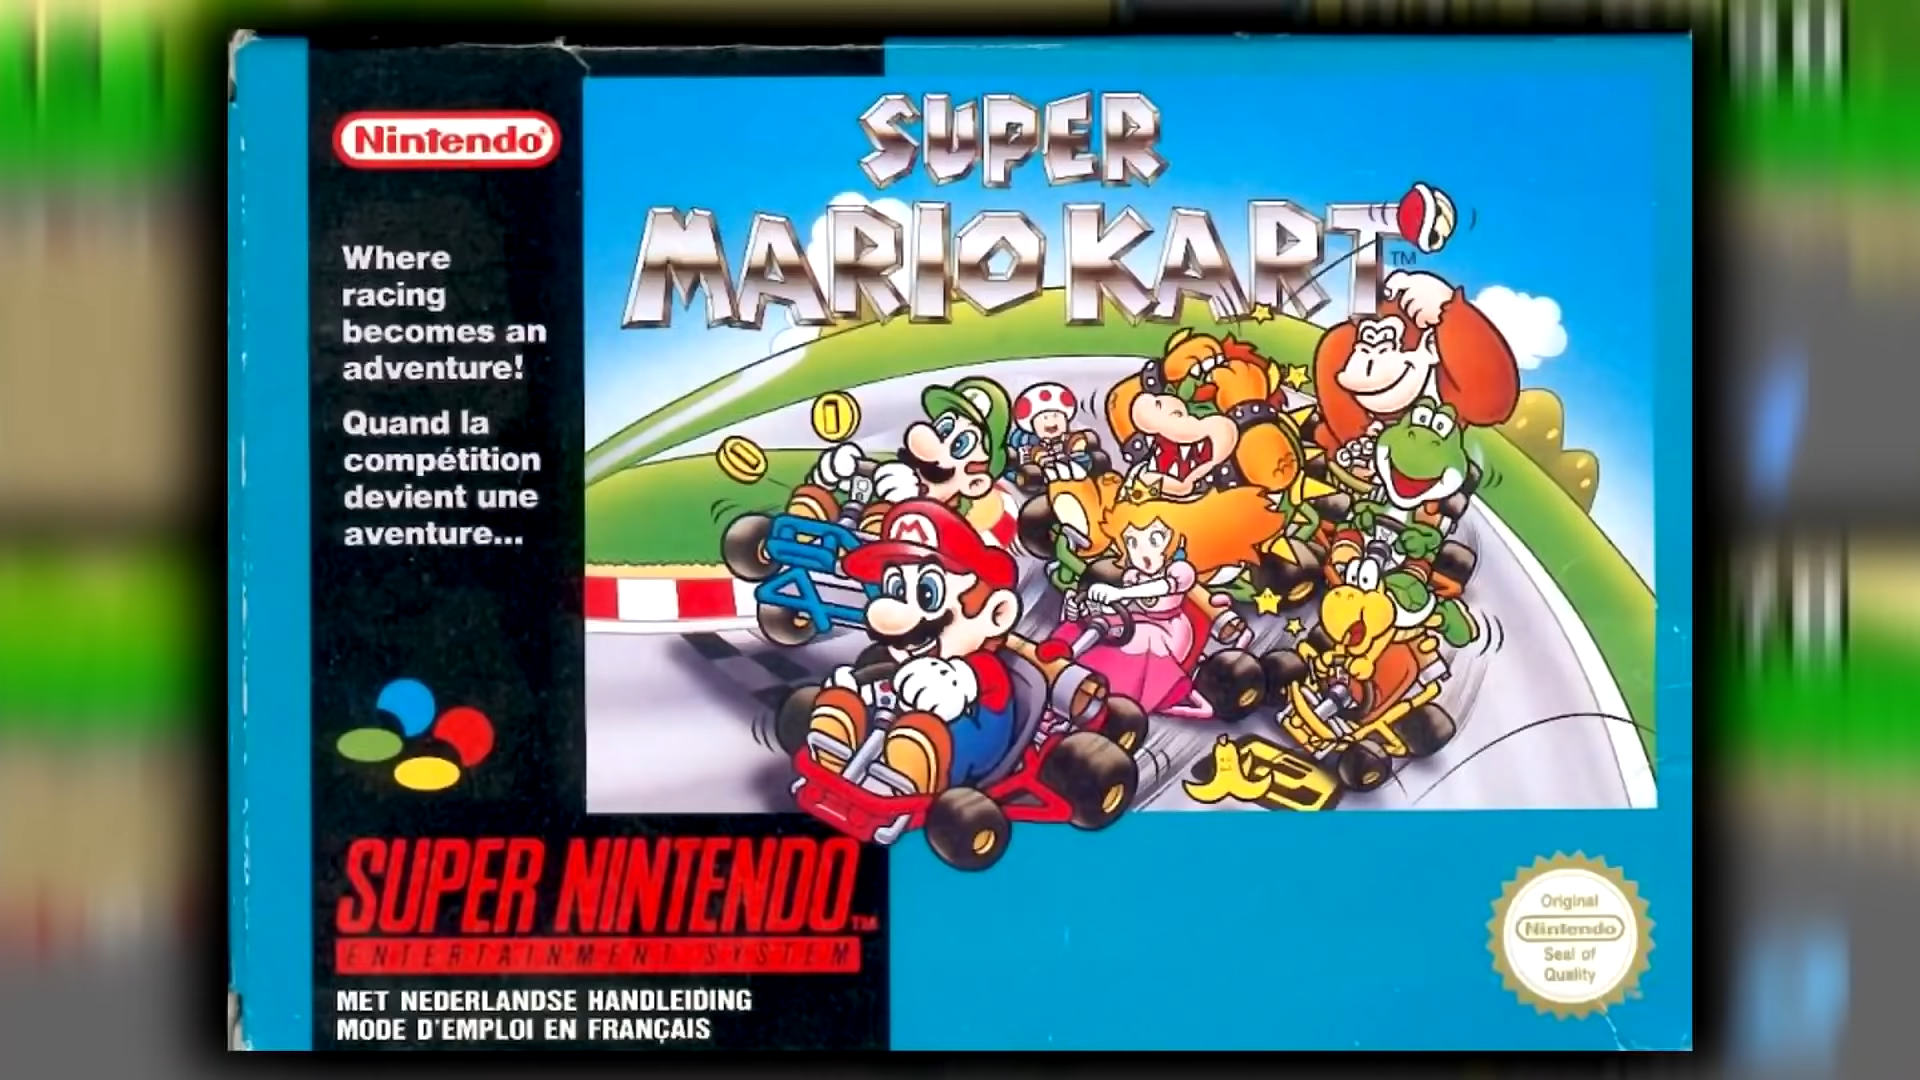 Nintendo
Where
racing
becomes an
adventure!
Quand la
compétition
devient une
aventure...
SUPER
MARIO KART
TM
M
SUPER NINTENDO TM
ENTERTAINMENT SYSTEM
MET NEDERLANDSE HANDLEIDING
MODE D'EMPLOI EN FRANÇAIS
Original
Nintendo
Seal of
Quality